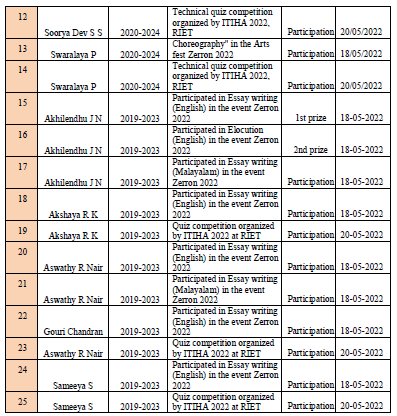 12 Soorya Dev S S 2020-2024 Technical quiz competition
organized by ITIHA 2022,
RIET Participation 20/05/2022
13 Swaralaya P 2020-2024 Choreography" in the Arts
fest Zerron 2022 Participation 18/05/2022
14 Swaralaya P 2020-2024 Technical quiz competition
organized by ITIHA 2022,
RIET Participation 20/05/2022
15 Akhilendhu J N 2019-2023 Participated in Essay writing
(English) in the event Zerron
2022 1st prize 18-05-2022
16 Akhilendhu J N 2019-2023 Participated in Elocution
(English) in the event Zerron
2022 2nd prize 18-05-2022
17 Akhilendhu J N 2019-2023 Participated in Essay writing
(Malayalam) in the event
Zerron 2022 Participation 18-05-2022
18 Akshaya R K 2019-2023 Participated in Essay writing
(English) in the event Zerron
2022 Participation 18-05-2022
19 Akshaya R K 2019-2023 Quiz competition organized
by ITIHA 2022 at RIET Participation 20-05-2022
20 Aswathy R Nair 2019-2023 Participated in Essay writing
(English) in the event Zerron
2022 Participation 18-05-2022
21 Aswathy R Nair 2019-2023 Participated in Essay writing
(Malayalam) in the event
Zerron 2022 Participation 18-05-2022
22 Gouri Chandran 2019-2023 Participated in Essay writing
(English) in the event Zerron
2022 Participation 18-05-2022
23 Aswathy R Nair 2019-2023 Quiz competition organized
by ITIHA 2022 at RIET Participation 20-05-2022
24 Sameeya S 2019-2023 Participated in Essay writing
(English) in the event Zerron
2022 Participation 18-05-2022
25 Sameeya S 2019-2023 Quiz competition organized
by ITIHA 2022 at RIET Participation 20-05-2022